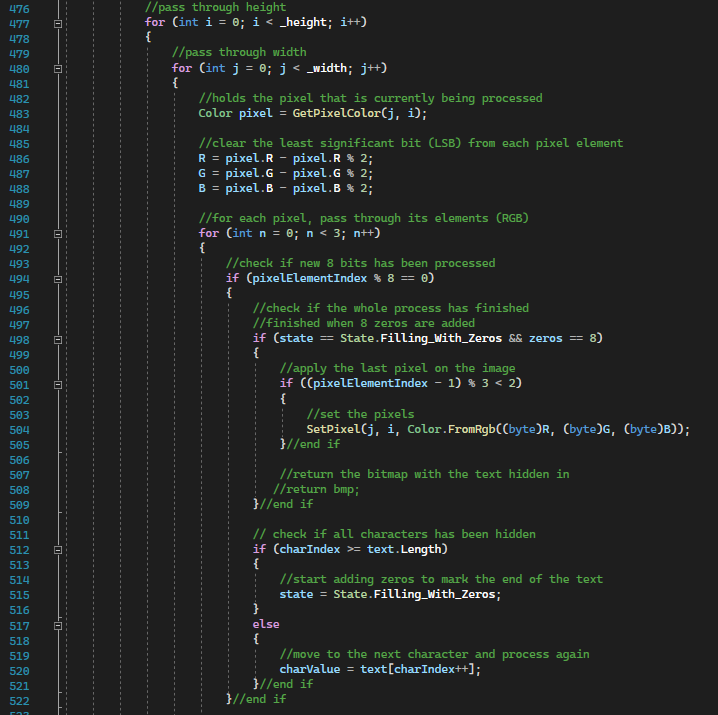 476 //pass through height
477 for (int i = 0; i < _height; i++)
478 {
479 //pass through width
480 for (int j = 0; j < _width; j++)
481 {
482 //holds the pixel that is currently being processed
483 Color pixel = GetPixelColor(j, i);
484
485 //clear the least significant bit (LSB) from each pixel element
486 R = pixel.R - pixel.R % 2;
487 G = pixel.G - pixel.G % 2;
488 B = pixel.B - pixel.B % 2;
489
490 //for each pixel, pass through its elements (RGB)
491 for (int n = 0; n < 3; n++)
492 {
493 //check if new 8 bits has been processed
494 if (pixelElementIndex % 8 == 0)
495 {
496 //check if the whole process has finished
497 //finished when 8 zeros are added
498 if (state == State.Filling_With_Zeros && zeros == 8)
499 {
500 //apply the last pixel on the image
501 if ((pixelElementIndex - 1) % 3 < 2)
502 {
503 //set the pixels
504 SetPixel(j, i, Color.FromRgb((byte)R, (byte)G, (byte)B));
505 }//end if
506
507 //return the bitmap with the text hidden in
508 //return bmp;
509 }//end if
510
511 // check if all characters has been hidden
512 if (charIndex >= text.Length)
513 {
514 //start adding zeros to mark the end of the text
515 state = State.Filling_With_Zeros;
516 }
517 else
518 {
519 //move to the next character and process again
520 charValue = text[charIndex++];
521 }//end if
522 }//end if